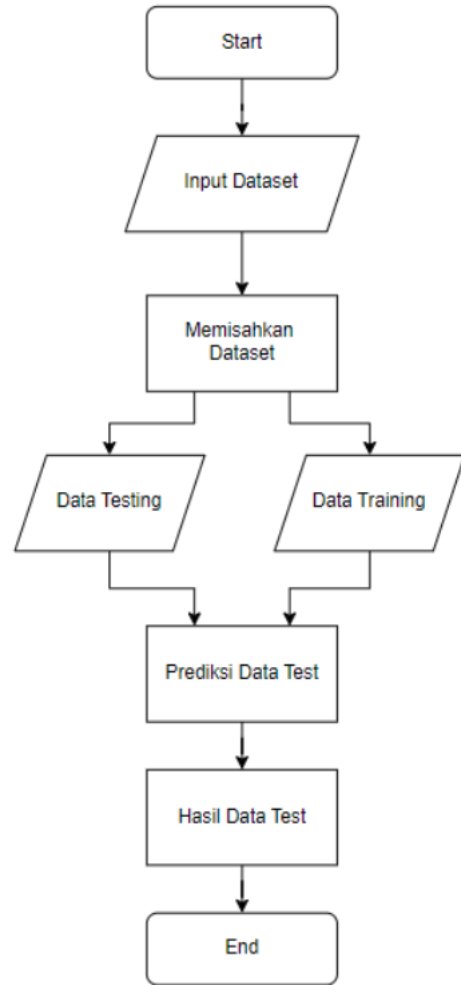 Start
Input Dataset
Memisahkan
Dataset
Data Testing
Data Training
Prediksi Data Test
Hasil Data Test
End